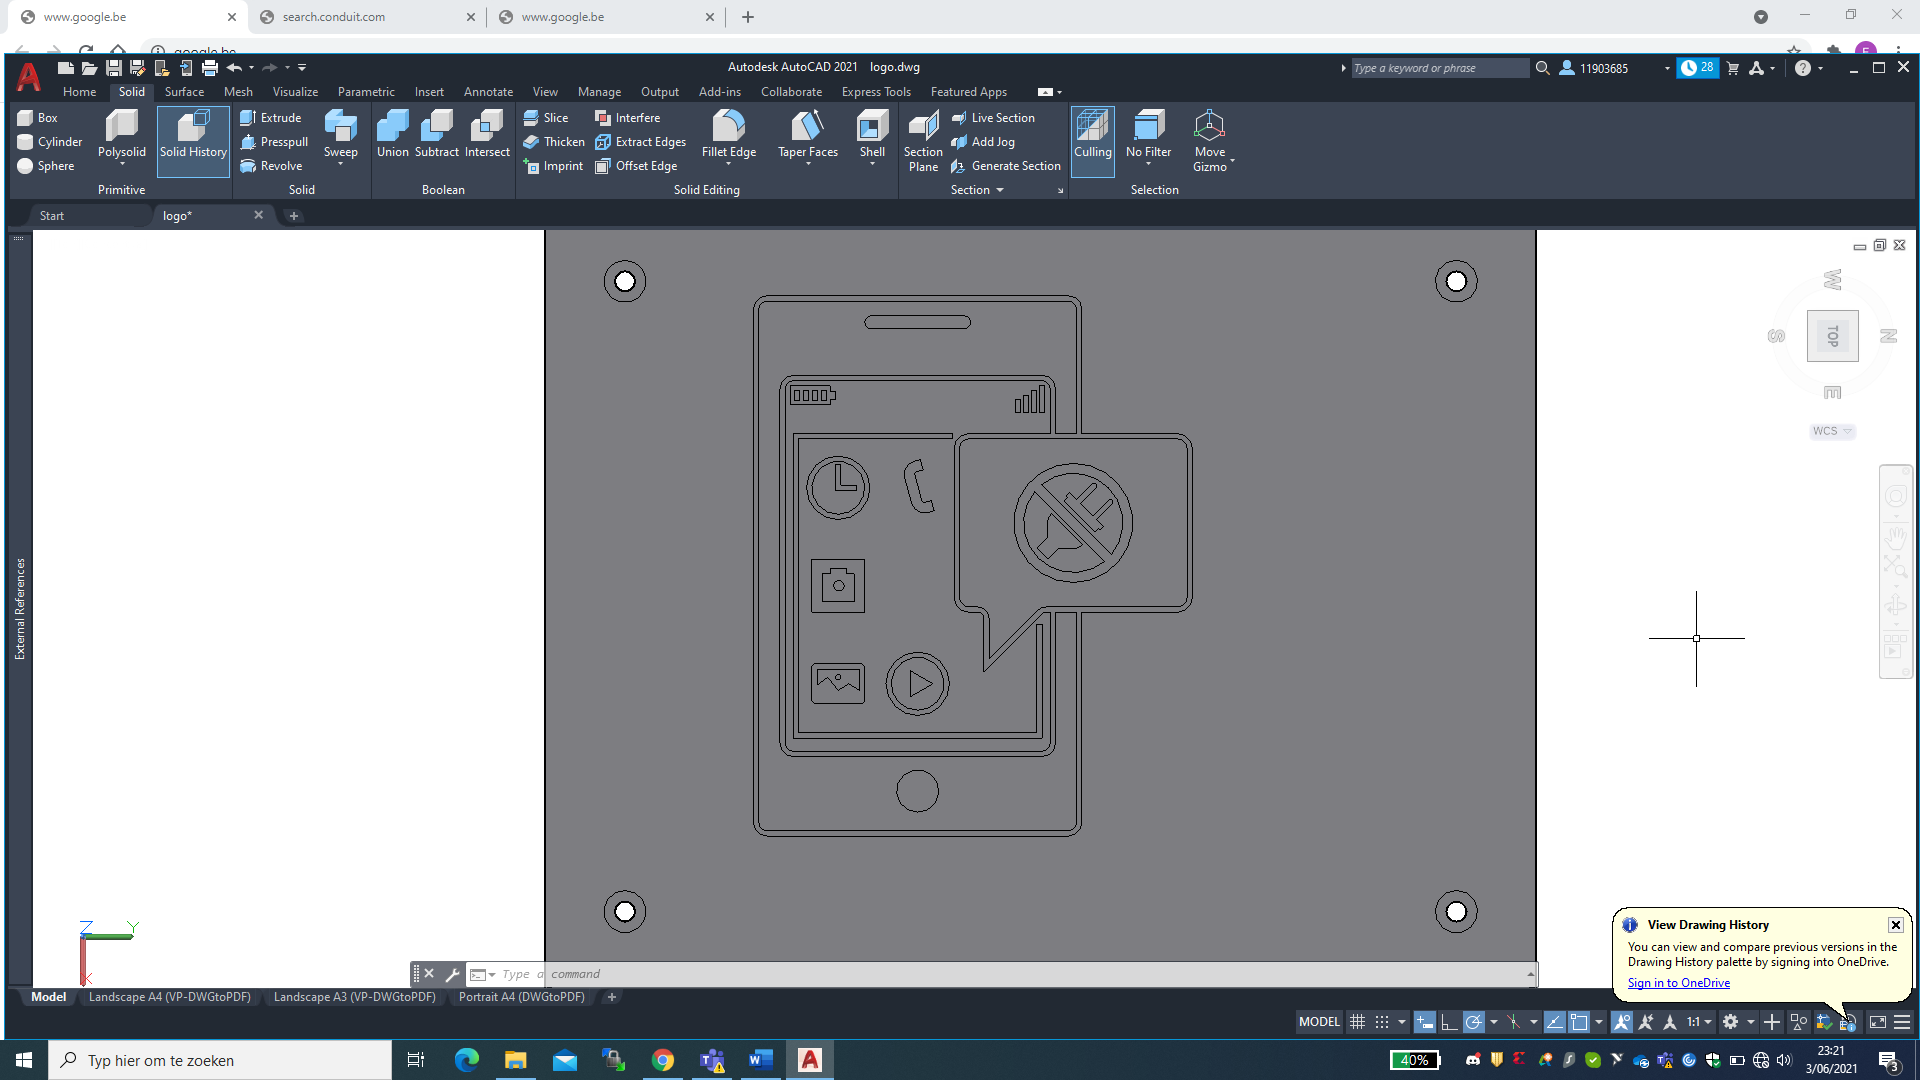 www.google.be
search.conduit.com
www.google.be
google.be
Autodesk AutoCAD 2021 logo.dwg
Type a keyword or phrase
11903685
28
Home Solid Surface Mesh Visualize Parametric Insert Annotate View Manage Output Add-ins Collaborate Express Tools Featured Apps
Box
Cylinder
Sphere
Polysolid
Solid History
Primitive
Extrude
Presspull
Revolve
Sweep
Solid
Union
Subtract
Intersect
Boolean
Slice
Thicken
Imprint
Interfere
Extract Edges
Offset Edge
Fillet Edge
Taper Faces
Shell
Solid Editing
Section
Plane
Live Section
Add Jog
Generate Section
Section
Culling
No Filter
Move
Gizmo
Selection
Start
logo*
W
S
TOP
N
E
WCS
External References
Z
Y
X
Type a command
View Drawing History
You can view and compare previous versions in the
Drawing History palette by signing into OneDrive.
Sign in to OneDrive
Model
Landscape A4 (VP-DWGtoPDF)
Landscape A3 (VP-DWGtoPDF)
Portrait A4 (DWGtoPDF)
MODEL
1:1
Typ hier om te zoeken
40%
23:21
3/06/2021
3